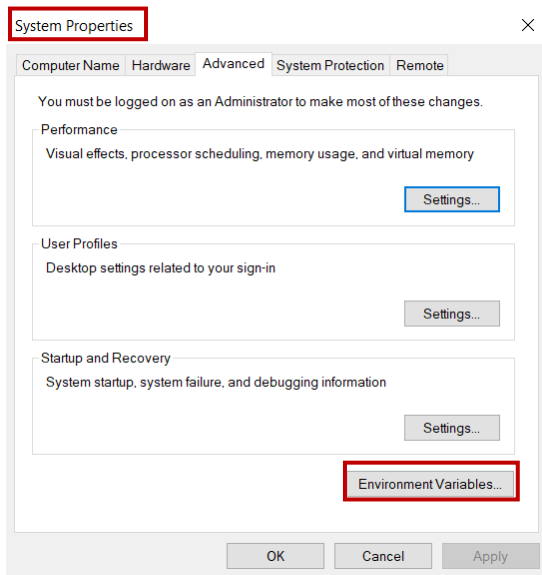 System Properties
Computer Name Hardware Advanced System Protection Remote
You must be logged on as an Administrator to make most of these changes.
Performance
Visual effects, processor scheduling, memory usage, and virtual memory
Settings...
User Profiles
Desktop settings related to your sign-in
Settings...
Startup and Recovery
System startup, system failure, and debugging information
Settings...
Environment Variables...
OK Cancel Apply